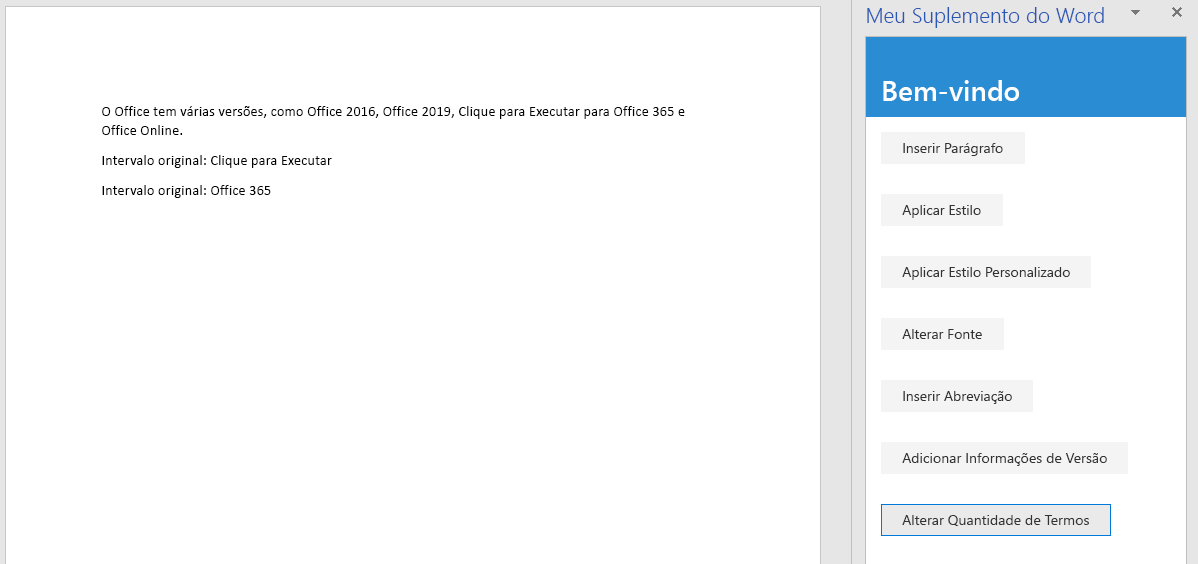 O Office tem várias versões, como Office 2016, Office 2019, Clique para Executar para Office 365 e
Office Online.
Intervalo original: Clique para Executar
Intervalo original: Office 365
Meu Suplemento do Word
Bem-vindo
Inserir Parágrafo
Aplicar Estilo
Aplicar Estilo Personalizado
Alterar Fonte
Inserir Abreviação
Adicionar Informações de Versão
Alterar Quantidade de Termos